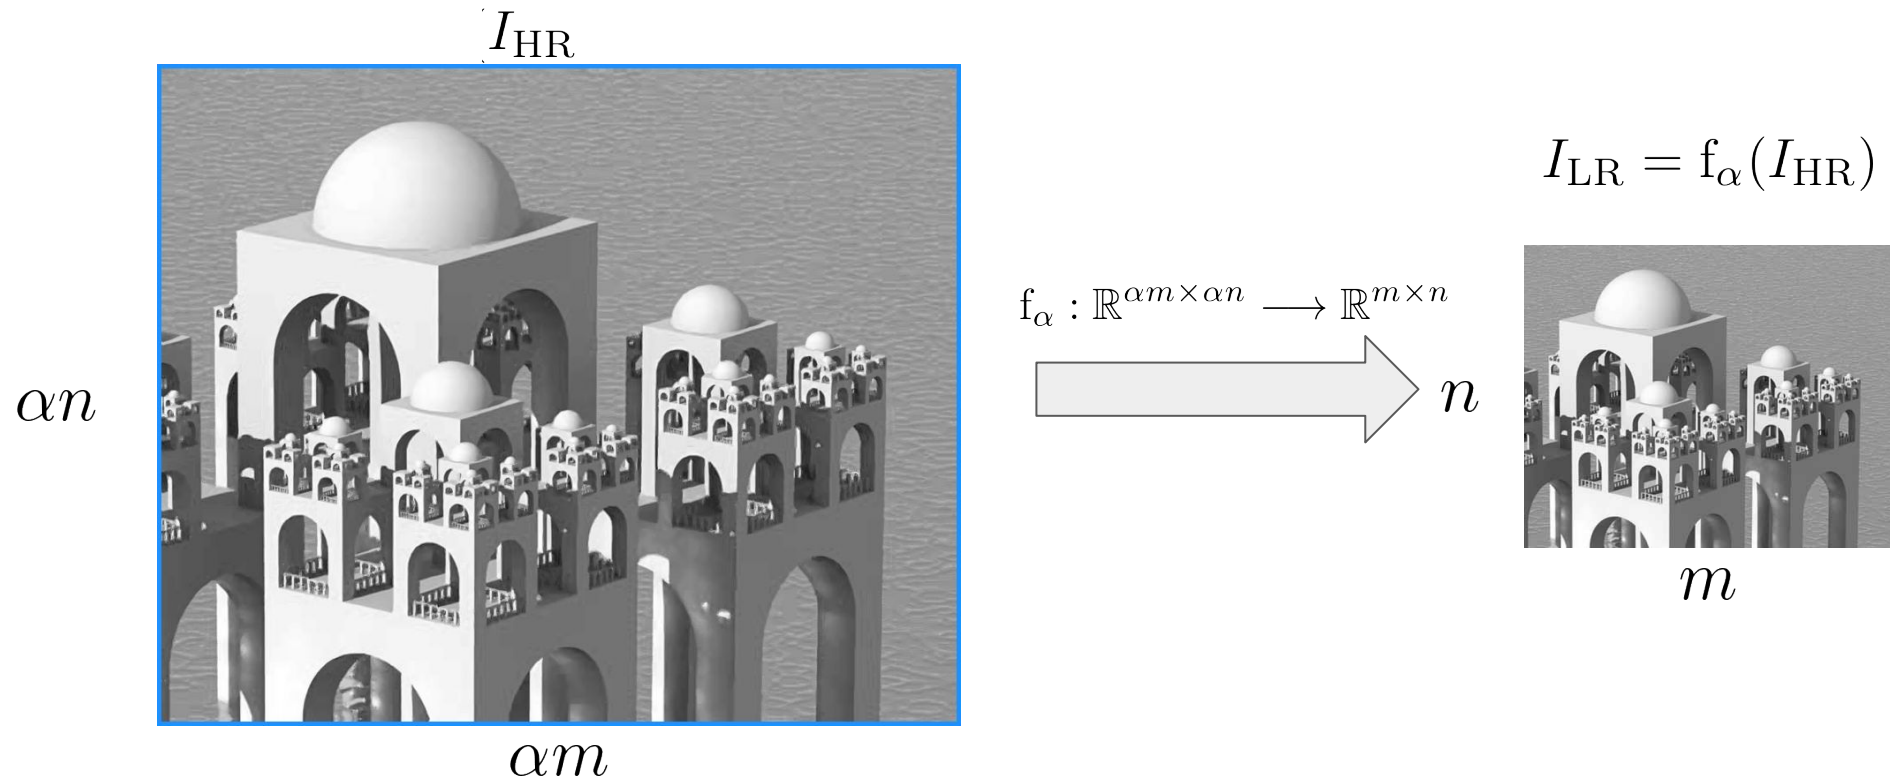 I_HR
I_LR = f_α(I_HR)
f_α : ℝ^{αm×αn} ⟶ ℝ^{m×n}
αn
n
m
αm